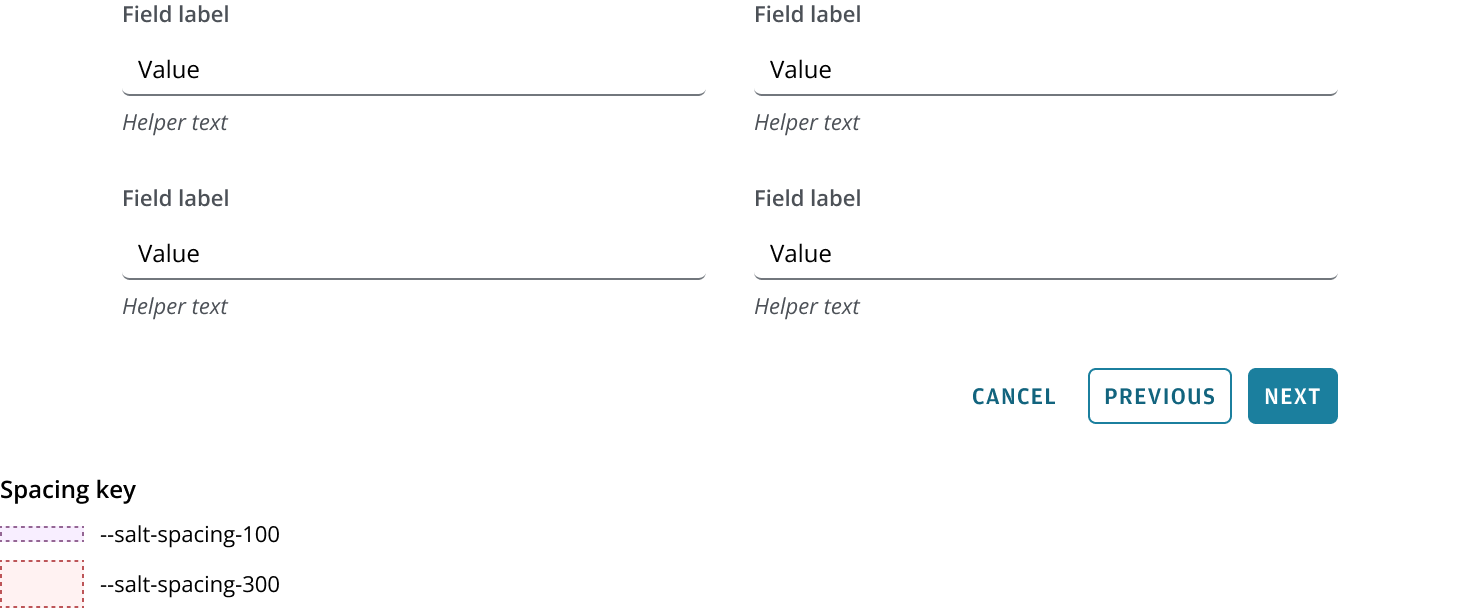 Field label Field label
Value Value
Helper text Helper text
Field label Field label
Value Value
Helper text Helper text
CANCEL PREVIOUS NEXT
Spacing key
--salt-spacing-100
--salt-spacing-300